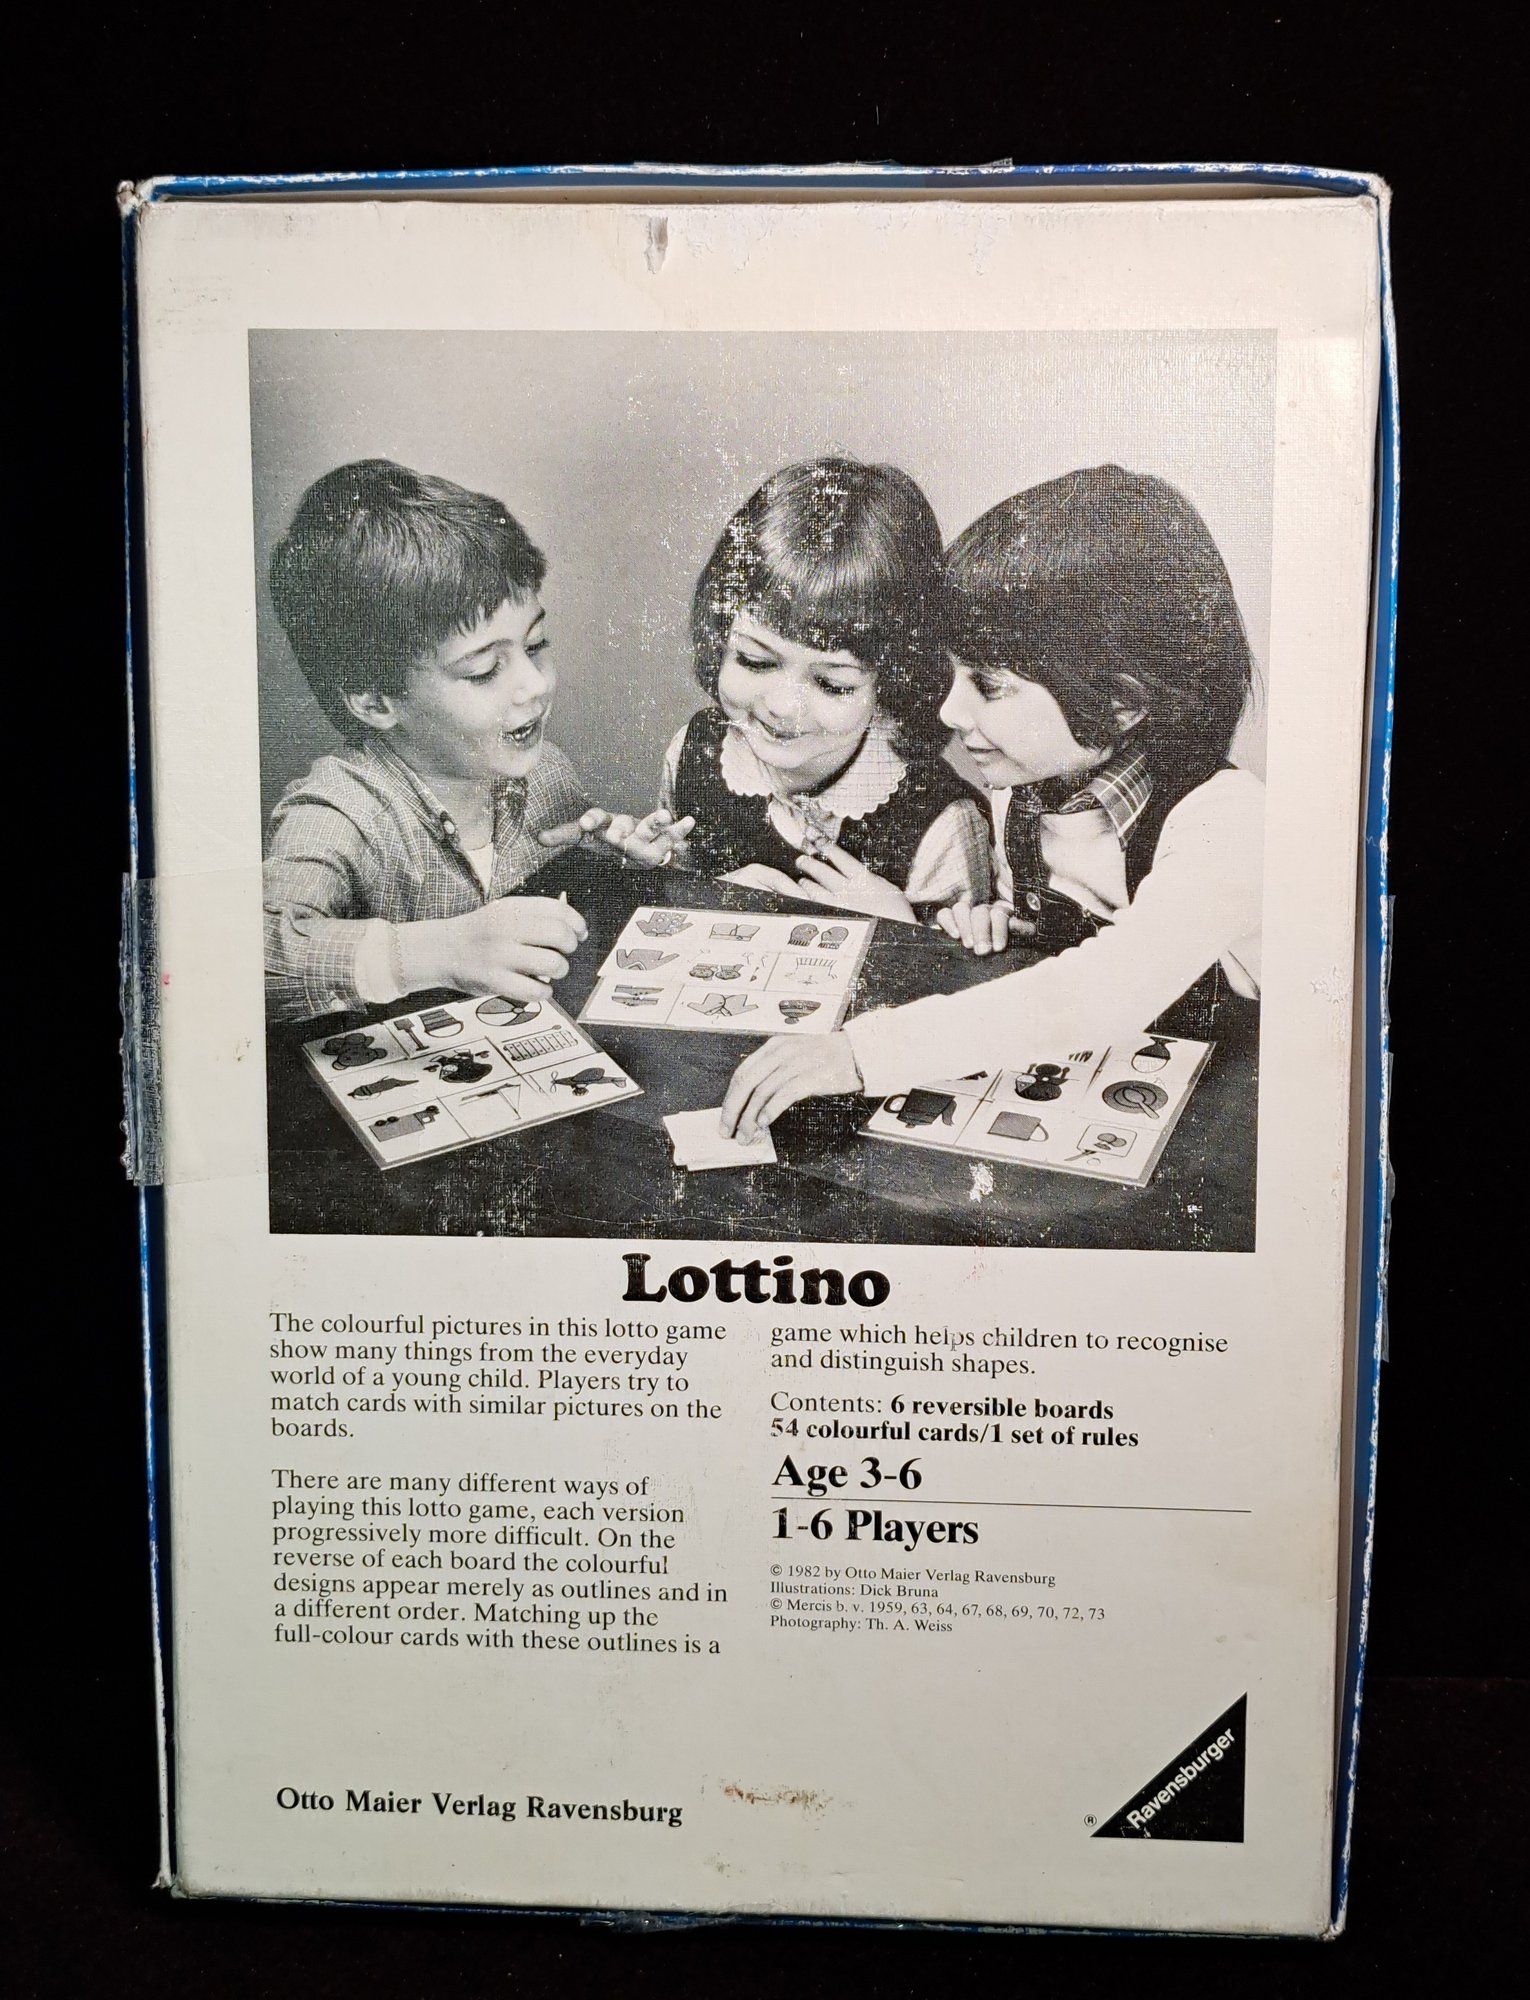 Lottino
The colourful pictures in this lotto game
show many things from the everyday
world of a young child. Players try to
match cards with similar pictures on the
boards.
There are many different ways of
playing this lotto game, each version
progressively more difficult. On the
reverse of each board the colourful
designs appear merely as outlines and in
a different order. Matching up the
full-colour cards with these outlines is a
game which helps children to recognise
and distinguish shapes.
Contents: 6 reversible boards
54 colourful cards/1 set of rules
Age 3-6
1-6 Players
© 1982 by Otto Maier Verlag Ravensburg
Illustrations: Dick Bruna
© Mercis b. v. 1959, 63, 64, 67, 68, 69, 70, 72, 73
Photography: Th. A. Weiss
Otto Maier Verlag Ravensburg
® Ravensburger